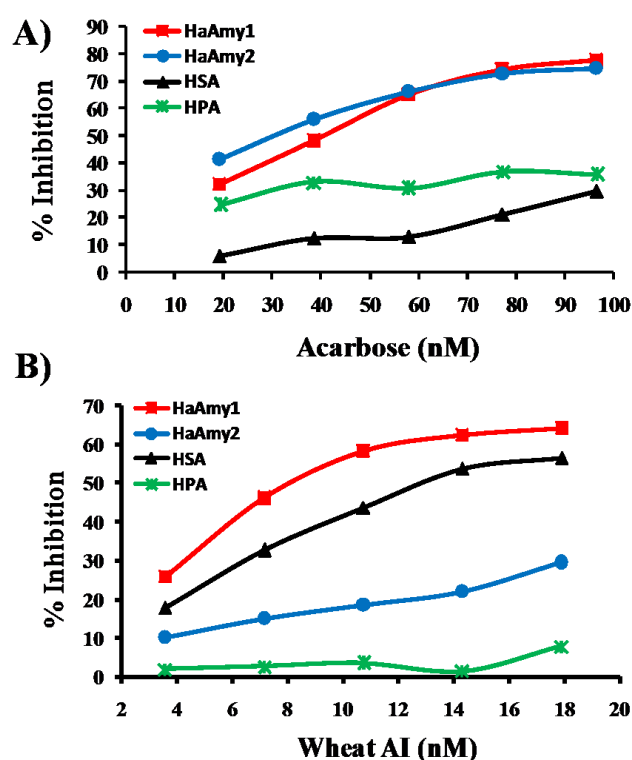 A)
HaAmy1
HaAmy2
HSA
HPA
% Inhibition
90
80
70
60
50
40
30
20
10
0
0 10 20 30 40 50 60 70 80 90 100
Acarbose (nM)
B)
HaAmy1
HaAmy2
HSA
HPA
% Inhibition
70
60
50
40
30
20
10
0
2 4 6 8 10 12 14 16 18 20
Wheat AI (nM)